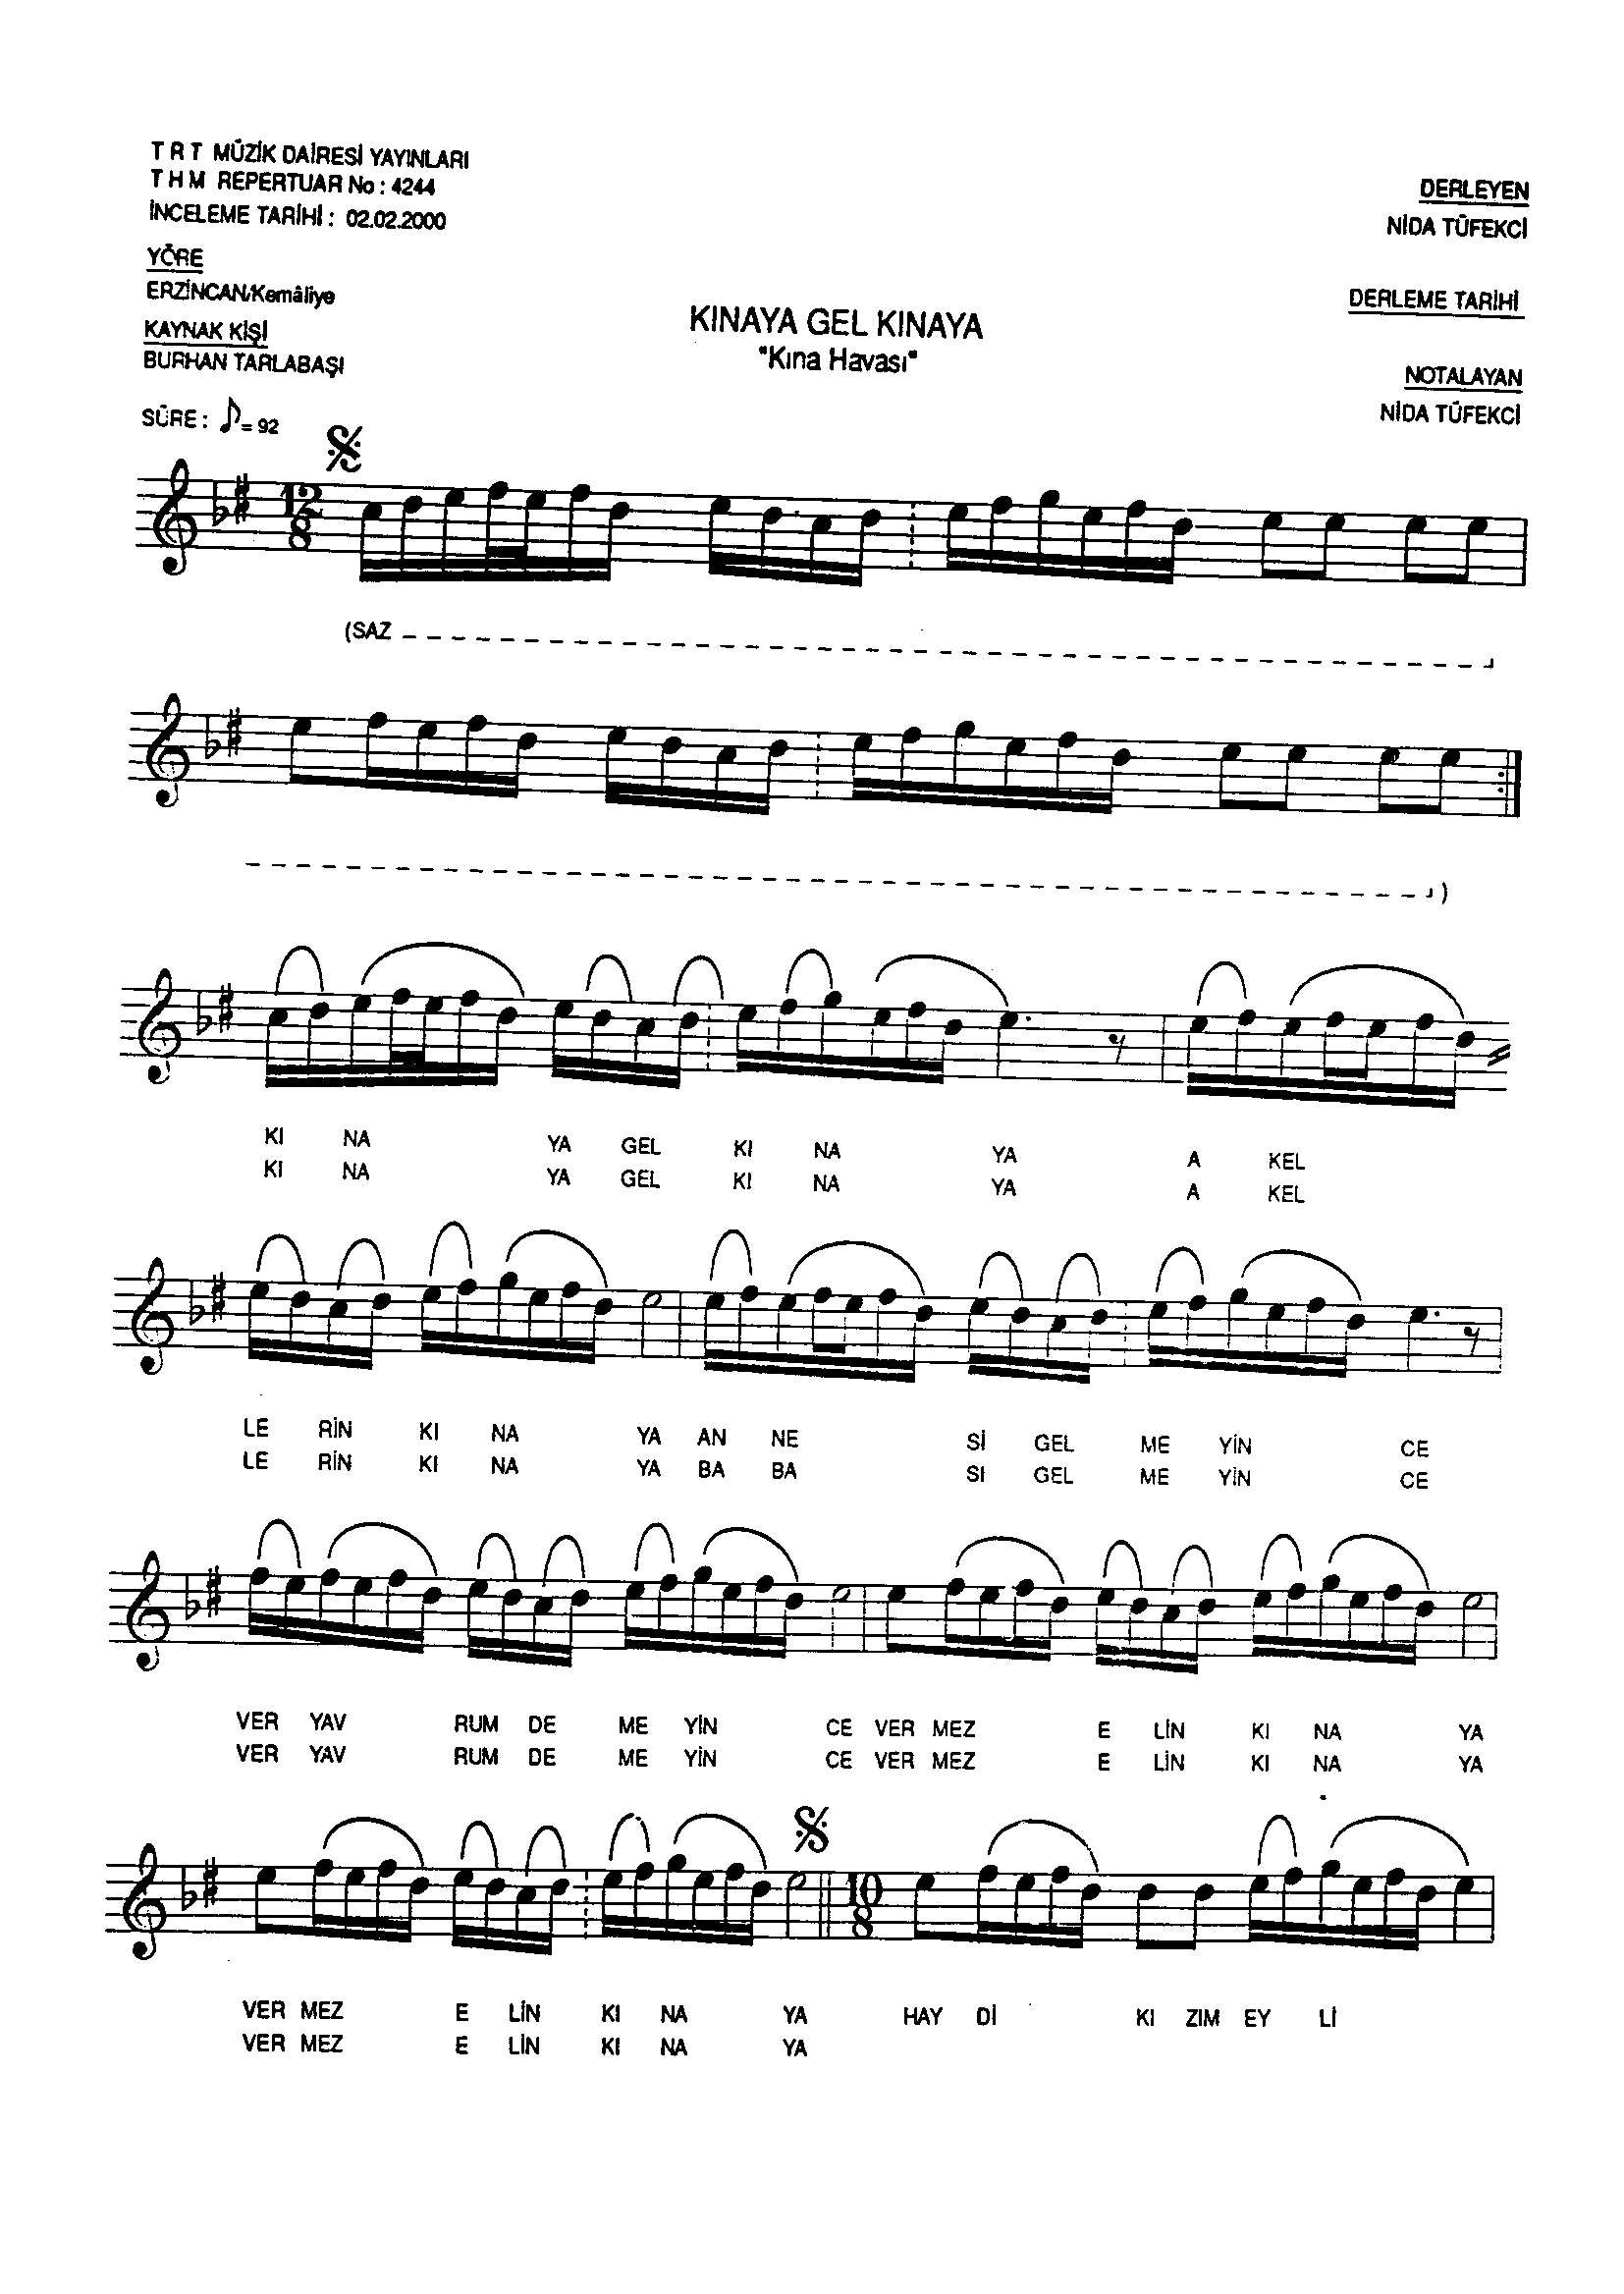 T R T MÜZİK DAİRESİ YAYINLARI
T H M REPERTUAR No : 4244
İNCELEME TARİHİ : 02.02.2000
DERLEYEN
NİDA TÜFEKCİ
YÖRE
ERZİNCAN/Kemâliye
DERLEME TARİHİ
KINAYA GEL KINAYA
"Kına Havası"
KAYNAK KİŞİ
BURHAN TARLABAŞI
NOTALAYAN
NİDA TÜFEKCİ
SÜRE : ♪ = 92
12
8
(SAZ
)
KI NA YA GEL KI NA YA A KEL
KI NA YA GEL KI NA YA A KEL
LE RİN KI NA YA AN NE Sİ GEL ME YİN CE
LE RİN KI NA YA BA BA SI GEL ME YİN CE
VER YAV RUM DE ME YİN CE VER MEZ E LİN KI NA YA
VER YAV RUM DE ME YİN CE VER MEZ E LİN KI NA YA
10
8
VER MEZ E LİN KI NA YA HAY Dİ KI ZIM EY Lİ
VER MEZ E LİN KI NA YA